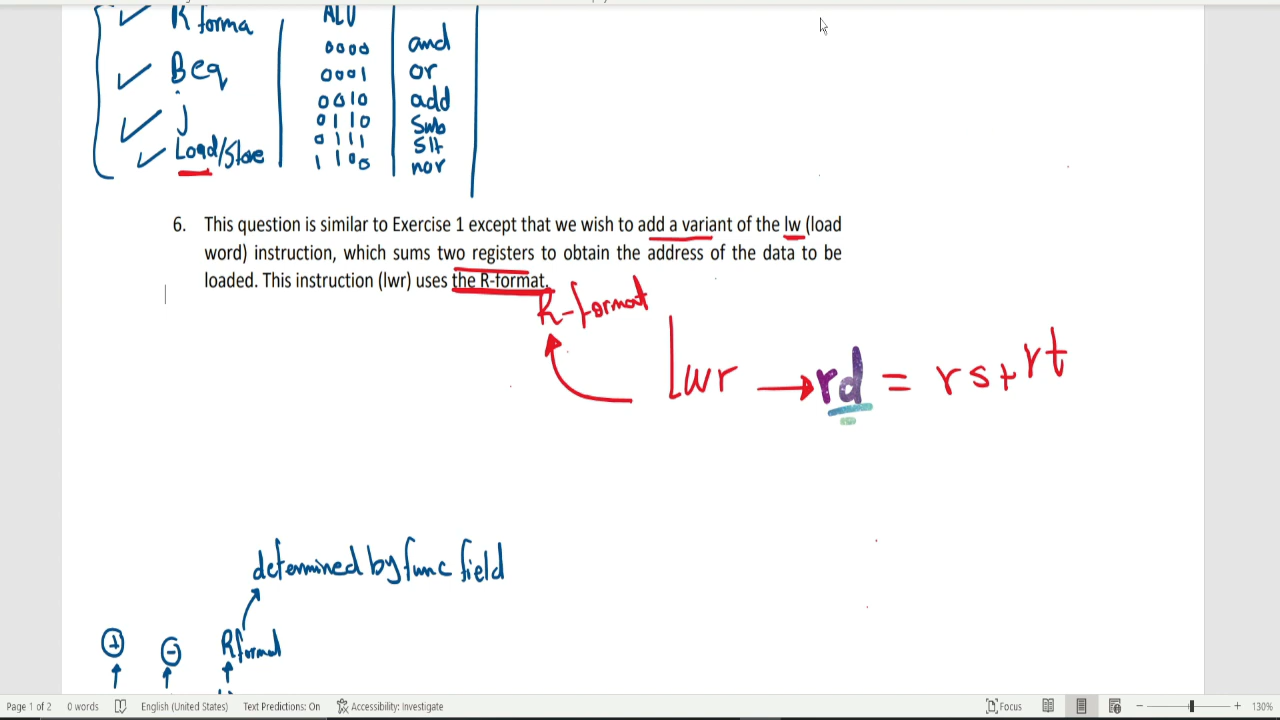 R forma ALU
0000 and
Beq 0001 or
0010 add
j 0110 Sub
0111 Slt
Load/Store 1100 nor
6. This question is similar to Exercise 1 except that we wish to add a variant of the lw (load
word) instruction, which sums two registers to obtain the address of the data to be
loaded. This instruction (lwr) uses the R-format.
R-format
lwr → rd = rs+rt
determined by func field
+ - Rformat
Page 1 of 2 0 words English (United States) Text Predictions: On Accessibility: Investigate Focus 130%